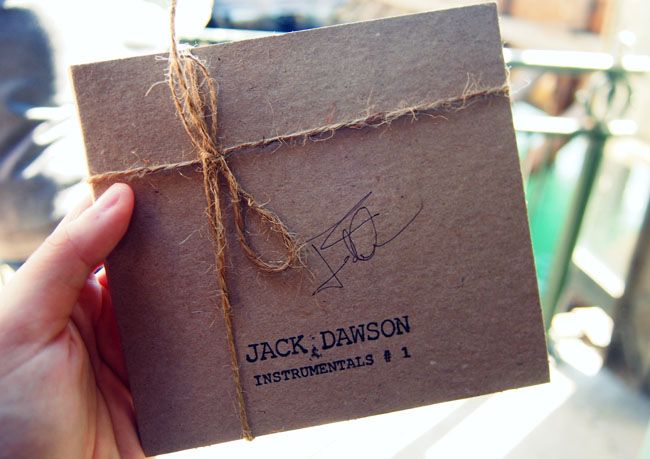 JACK DAWSON
INSTRUMENTALS # 1